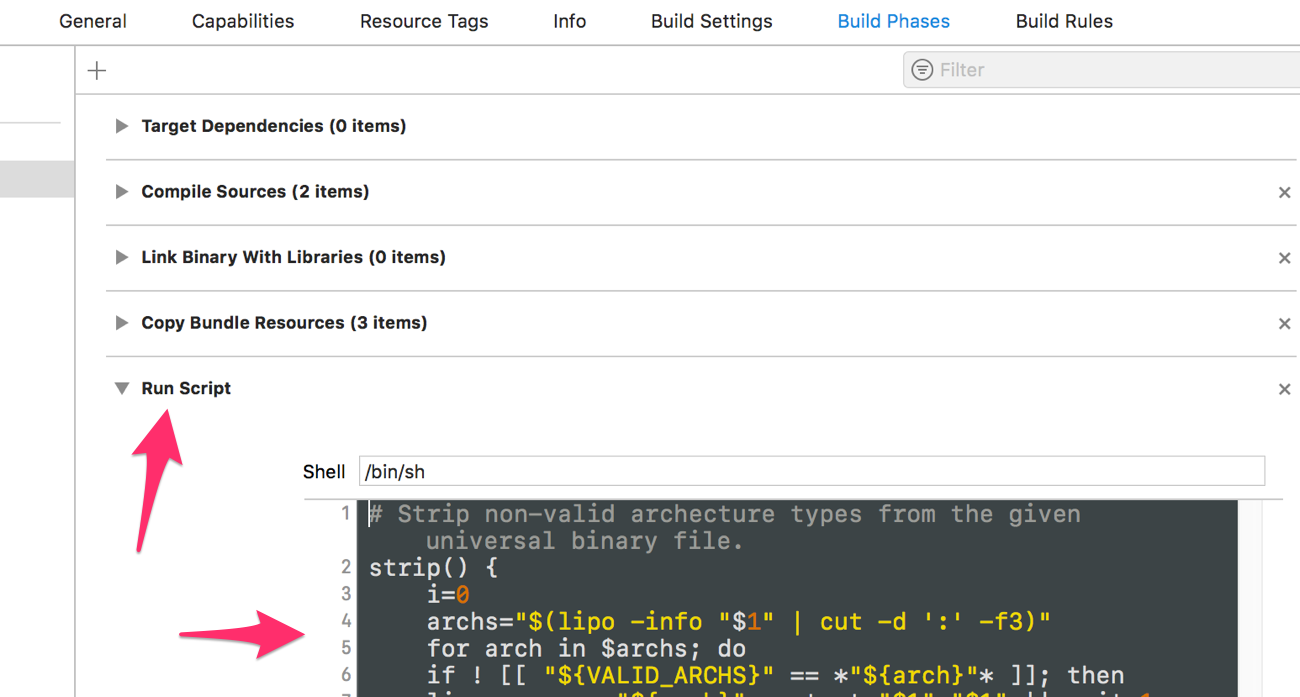 General Capabilities Resource Tags Info Build Settings Build Phases Build Rules
Filter
Target Dependencies (0 items)
Compile Sources (2 items)
Link Binary With Libraries (0 items)
Copy Bundle Resources (3 items)
Run Script
Shell /bin/sh
1 # Strip non-valid archecture types from the given
universal binary file.
2 strip() {
3 i=0
4 archs="$(lipo -info "$1" | cut -d ':' -f3)"
5 for arch in $archs; do
6 if ! [[ "${VALID_ARCHS}" == *"${arch}"* ]]; then